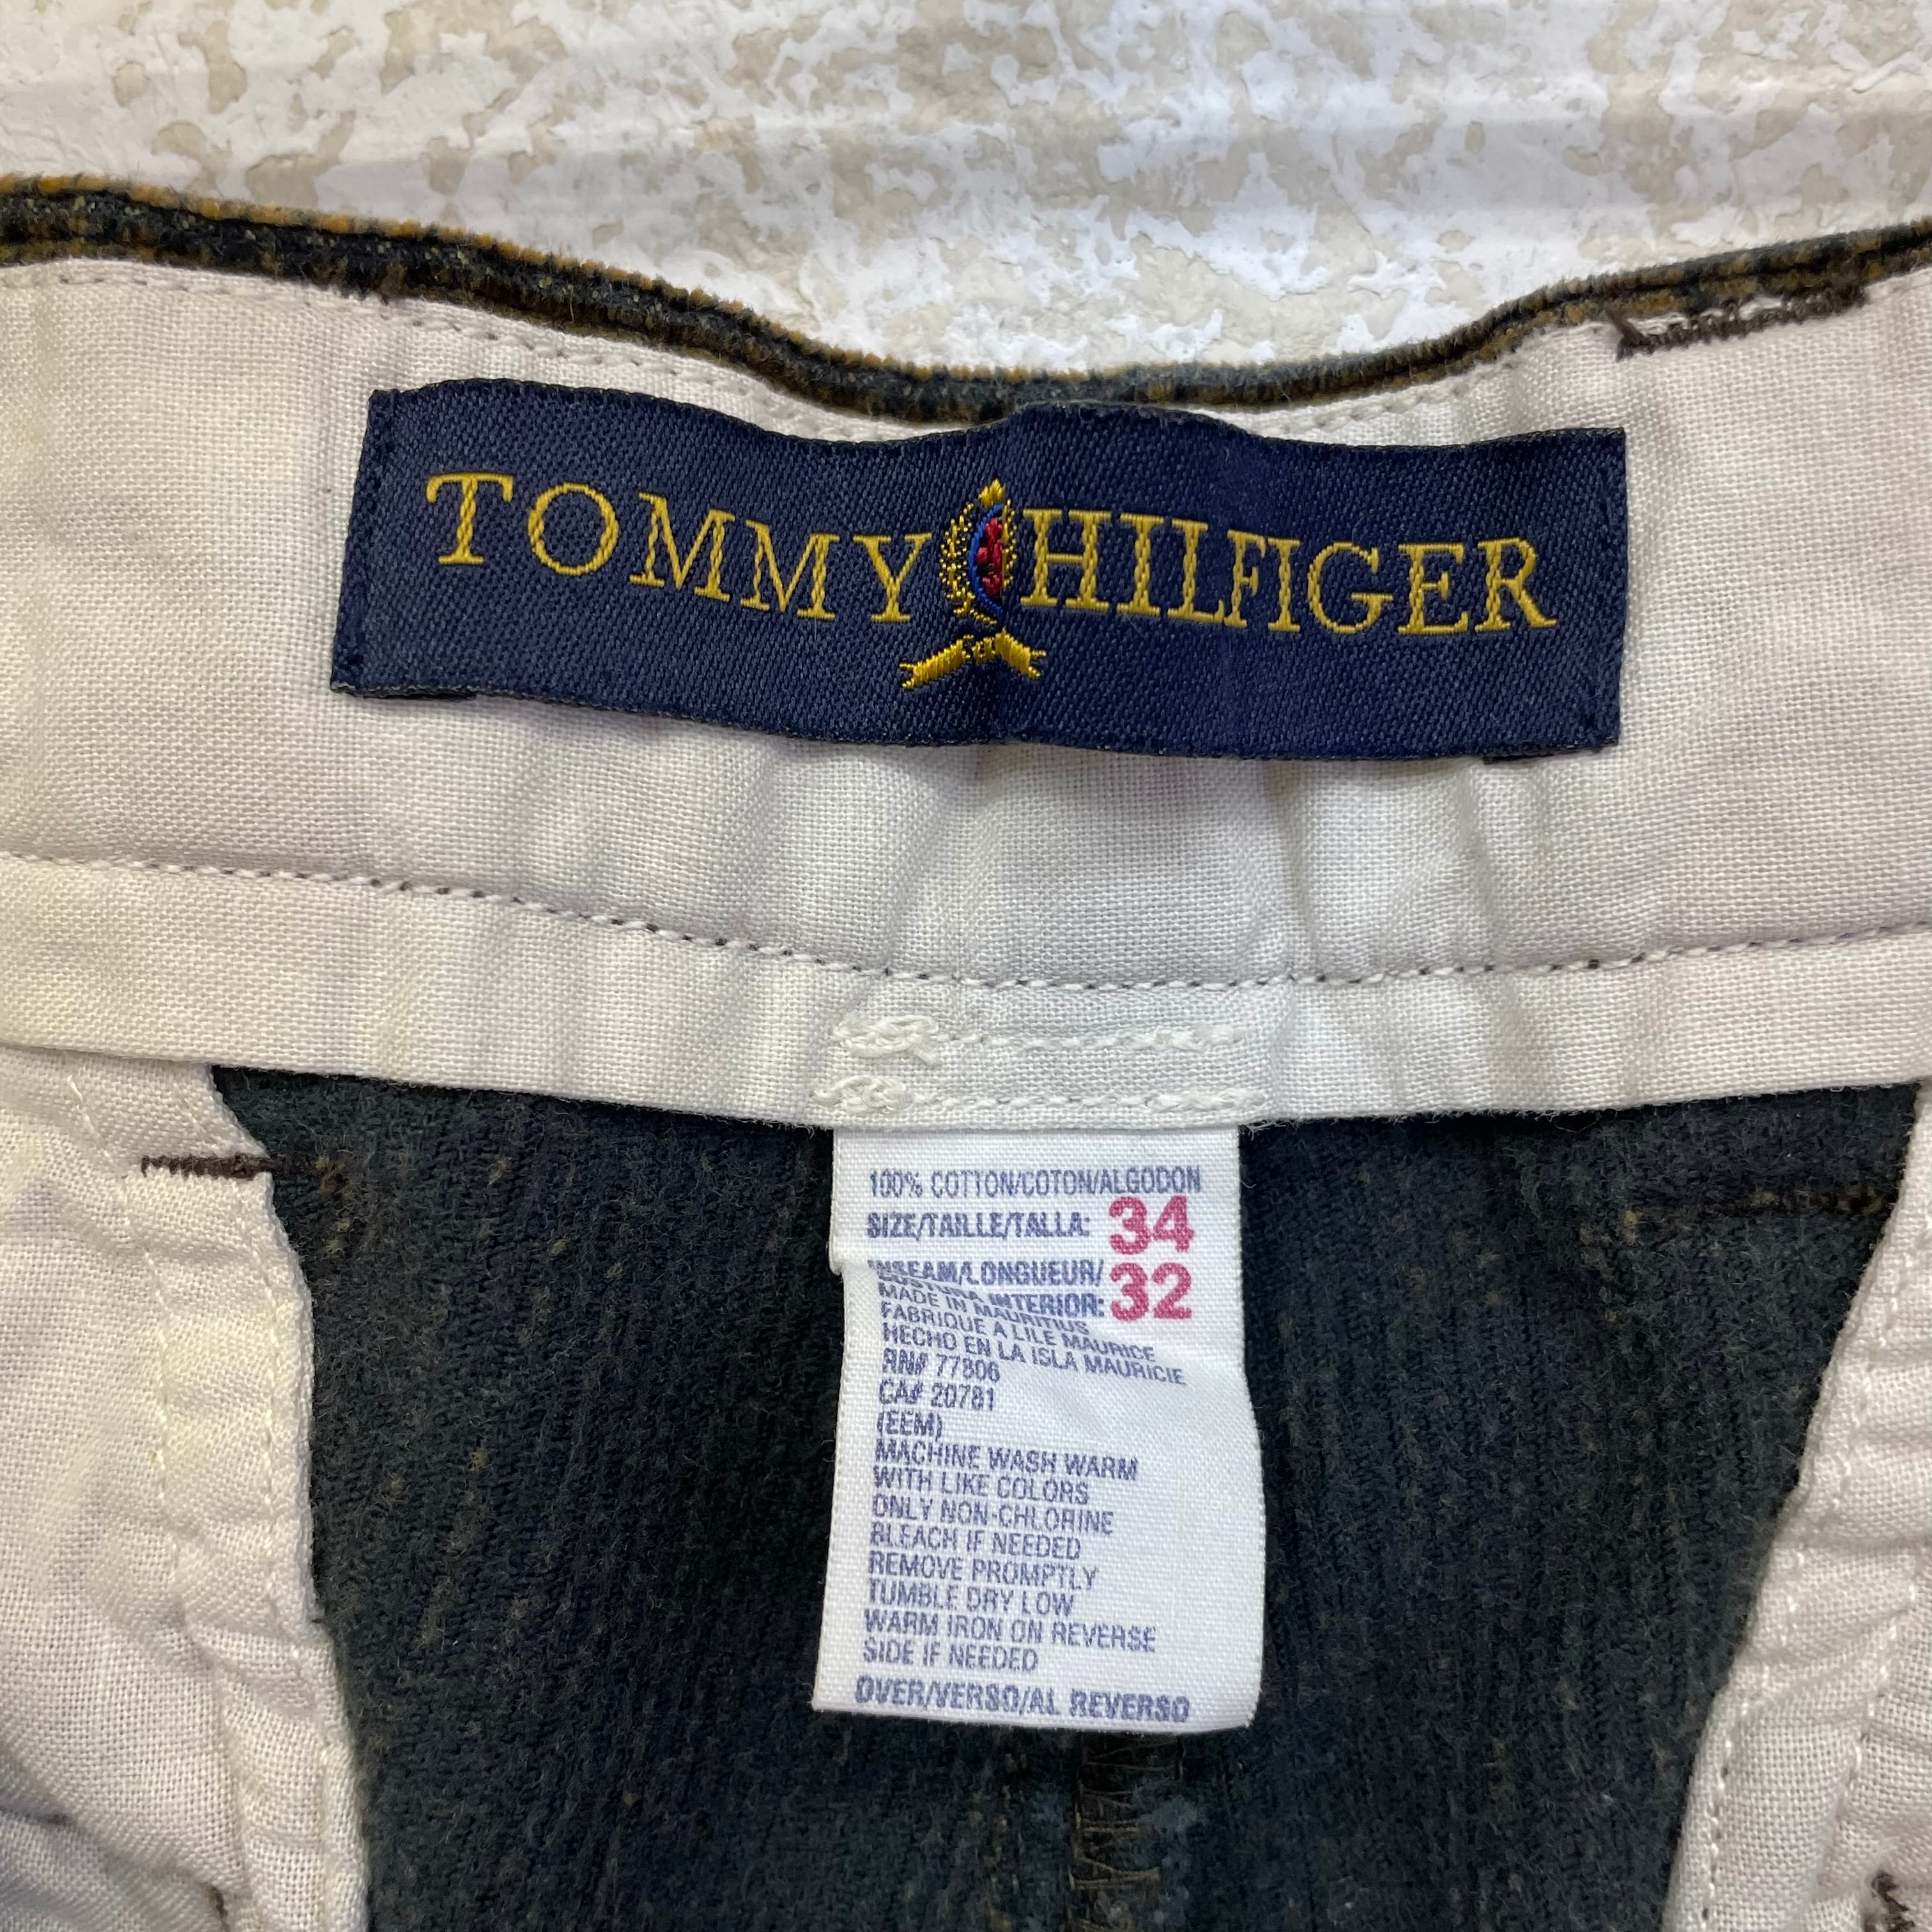 TOMMY HILFIGER
100% COTTON/COTON/ALGODON
SIZE/TAILLE/TALLA: 34
INSEAM/LONGUEUR/ 32
COSTURA INTERIOR:
MADE IN MAURITIUS
FABRIQUE A LILE MAURICE
HECHO EN LA ISLA MAURICIE
RN# 77806
CA# 20781
(EEM)
MACHINE WASH WARM
WITH LIKE COLORS
ONLY NON-CHLORINE
BLEACH IF NEEDED
REMOVE PROMPTLY
TUMBLE DRY LOW
WARM IRON ON REVERSE
SIDE IF NEEDED
OVER/VERSO/AL REVERSO